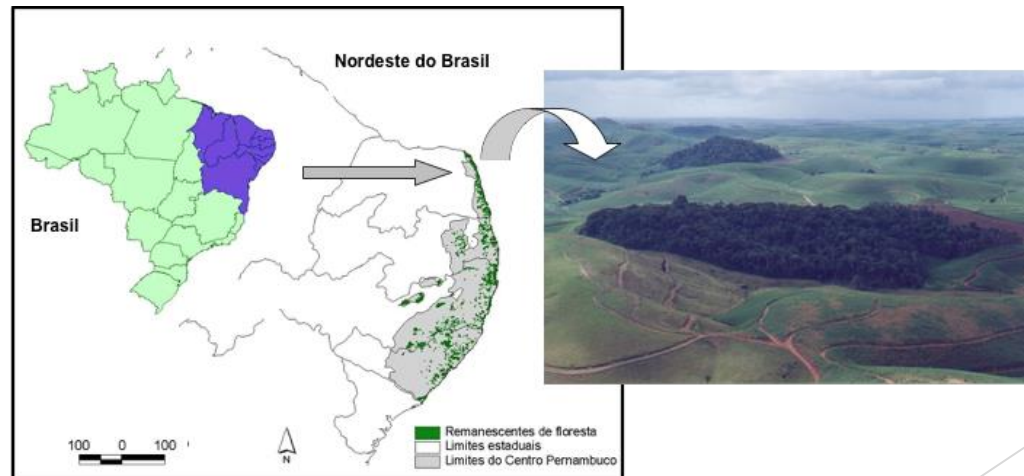 Nordeste do Brasil
Brasil
100 0 100
N
Remanescentes de floresta
Limites estaduais
Limites do Centro Pernambuco